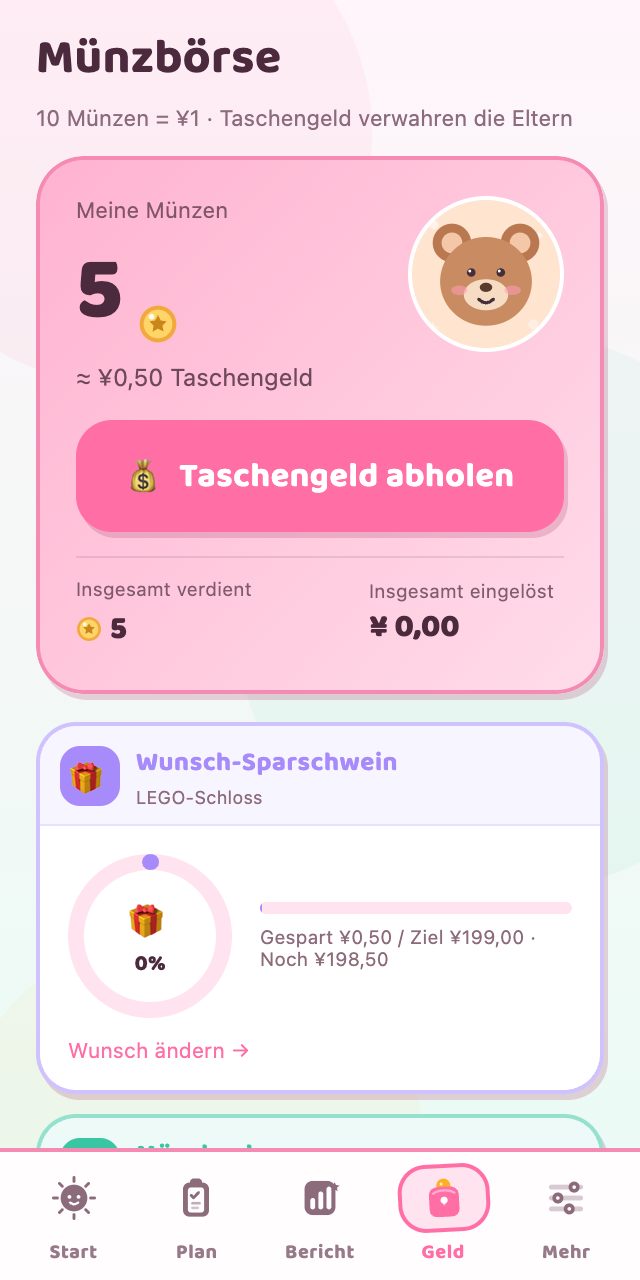 Münzbörse
10 Münzen = ¥1 · Taschengeld verwahren die Eltern
Meine Münzen
5
≈ ¥0,50 Taschengeld
Taschengeld abholen
Insgesamt verdient
5
Insgesamt eingelöst
¥ 0,00
Wunsch-Sparschwein
LEGO-Schloss
0%
Gespart ¥0,50 / Ziel ¥199,00 ·
Noch ¥198,50
Wunsch ändern →
Start
Plan
Bericht
Geld
Mehr